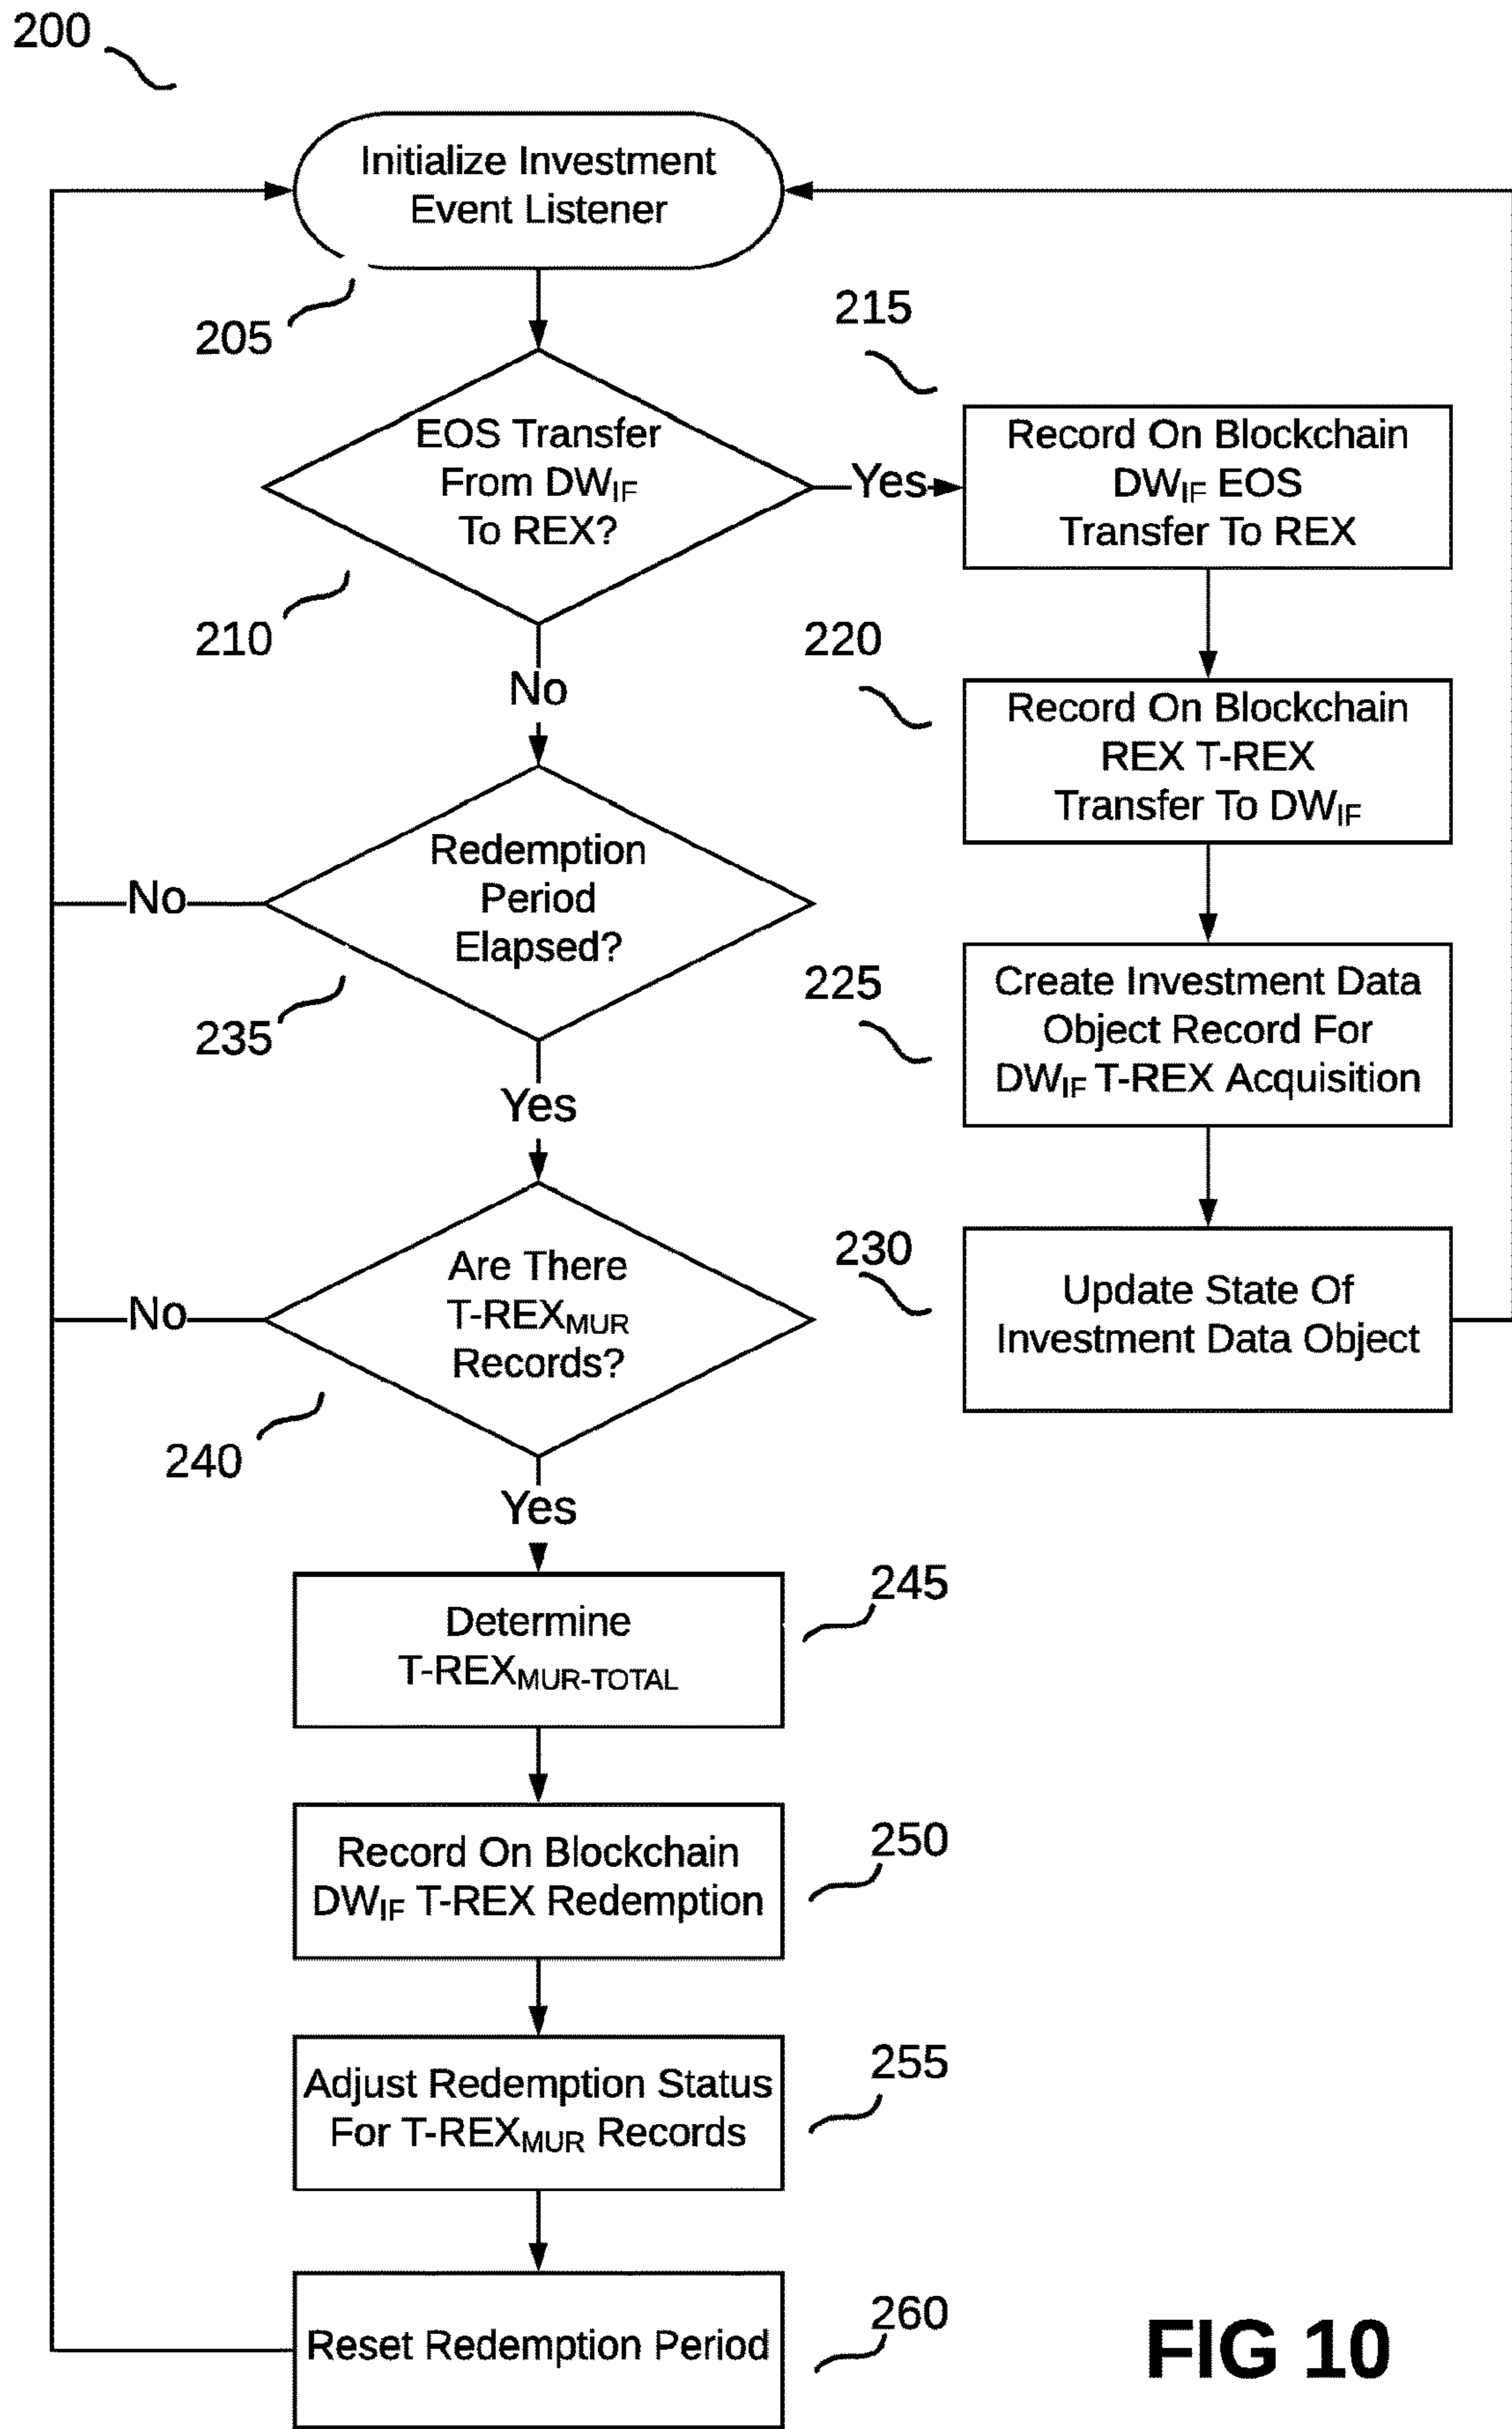 200
Initialize Investment
Event Listener
205
EOS Transfer
From DWIF
To REX?
210
Yes
215
Record On Blockchain
DWIF EOS
Transfer To REX
220
Record On Blockchain
REX T-REX
Transfer To DWIF
225
Create Investment Data
Object Record For
DWIF T-REX Acquisition
230
Update State Of
Investment Data Object
No
Redemption
Period
Elapsed?
No
235
Yes
Are There
T-REXMUR
Records?
No
240
Yes
Determine
T-REXMUR-TOTAL
245
Record On Blockchain
DWIF T-REX Redemption
250
Adjust Redemption Status
For T-REXMUR Records
255
Reset Redemption Period
260
FIG 10